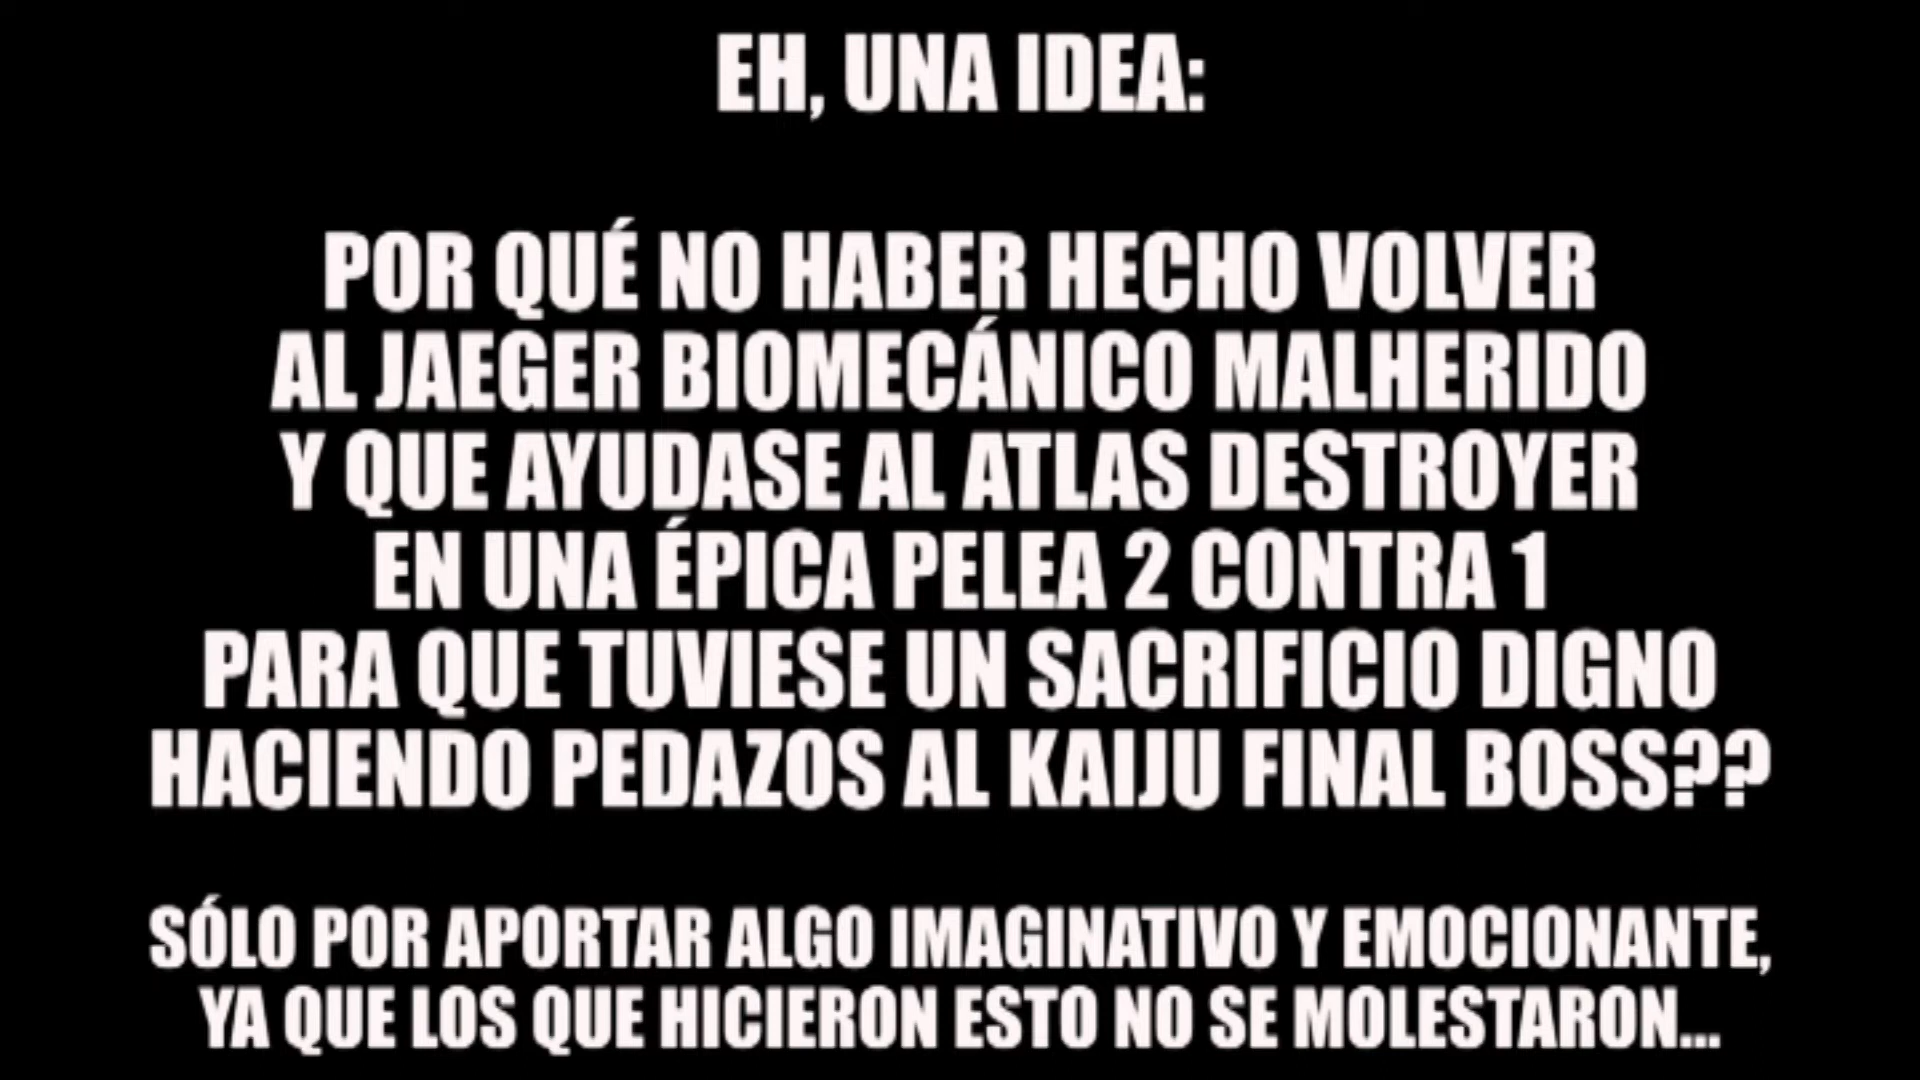 EH, UNA IDEA:
POR QUÉ NO HABER HECHO VOLVER
AL JAEGER BIOMECÁNICO MALHERIDO
Y QUE AYUDASE AL ATLAS DESTROYER
EN UNA ÉPICA PELEA 2 CONTRA 1
PARA QUE TUVIESE UN SACRIFICIO DIGNO
HACIENDO PEDAZOS AL KAIJU FINAL BOSS??
SÓLO POR APORTAR ALGO IMAGINATIVO Y EMOCIONANTE,
YA QUE LOS QUE HICIERON ESTO NO SE MOLESTARON...